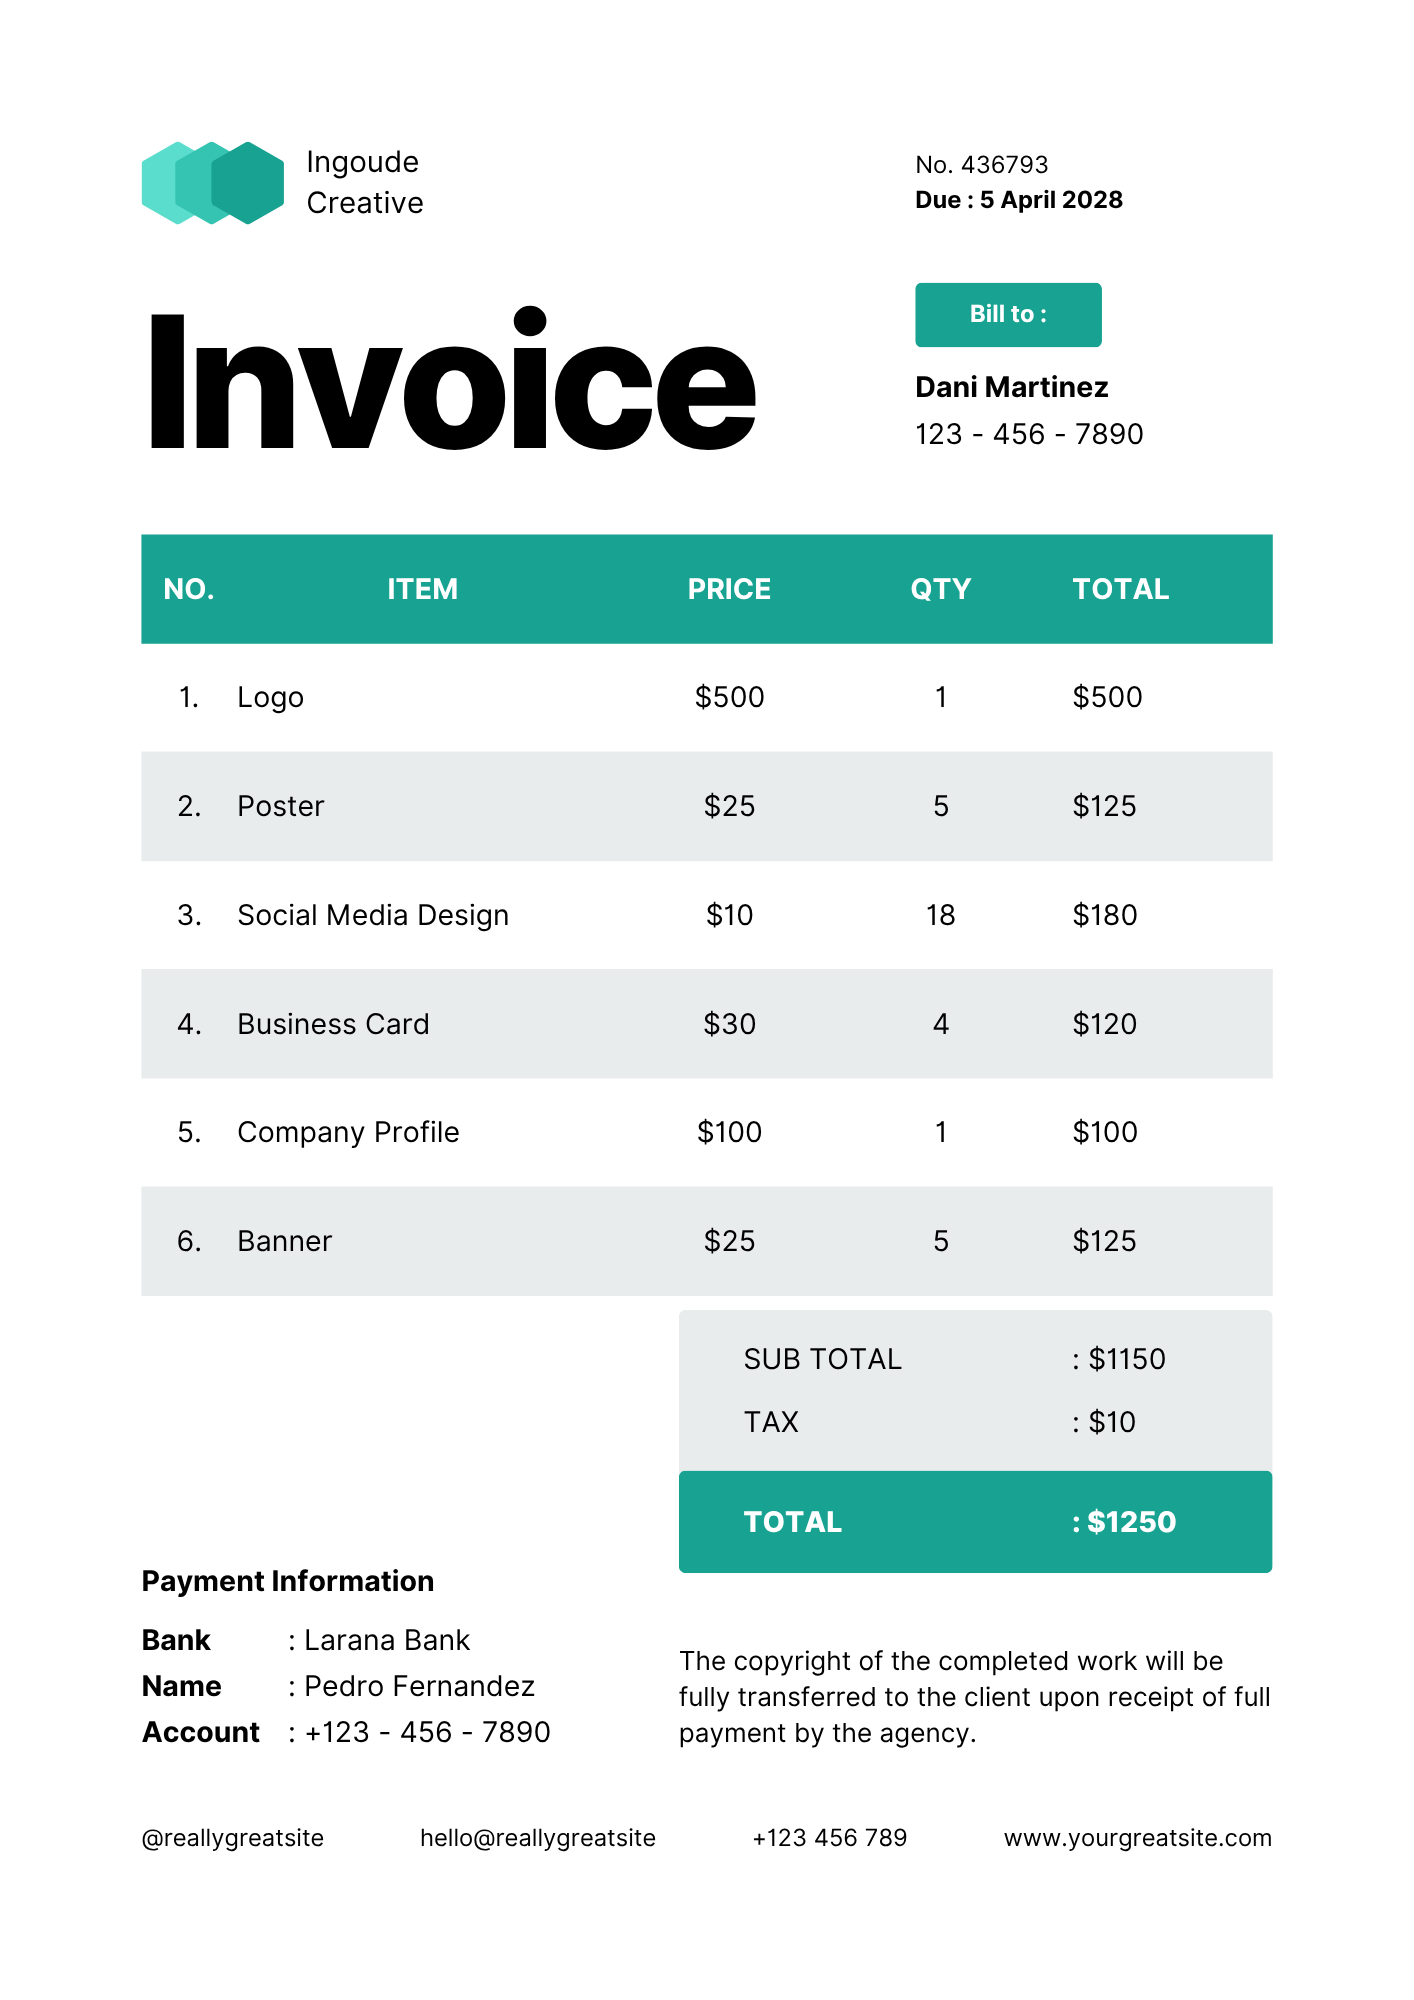 Ingoude
Creative
No. 436793
Due : 5 April 2028
Invoice
Bill to :
Dani Martinez
123 - 456 - 7890
NO. ITEM PRICE QTY TOTAL
1. Logo $500 1 $500
2. Poster $25 5 $125
3. Social Media Design $10 18 $180
4. Business Card $30 4 $120
5. Company Profile $100 1 $100
6. Banner $25 5 $125
SUB TOTAL : $1150
TAX : $10
TOTAL : $1250
Payment Information
Bank : Larana Bank
Name : Pedro Fernandez
Account : +123 - 456 - 7890
The copyright of the completed work will be
fully transferred to the client upon receipt of full
payment by the agency.
@reallygreatsite hello@reallygreatsite +123 456 789 www.yourgreatsite.com